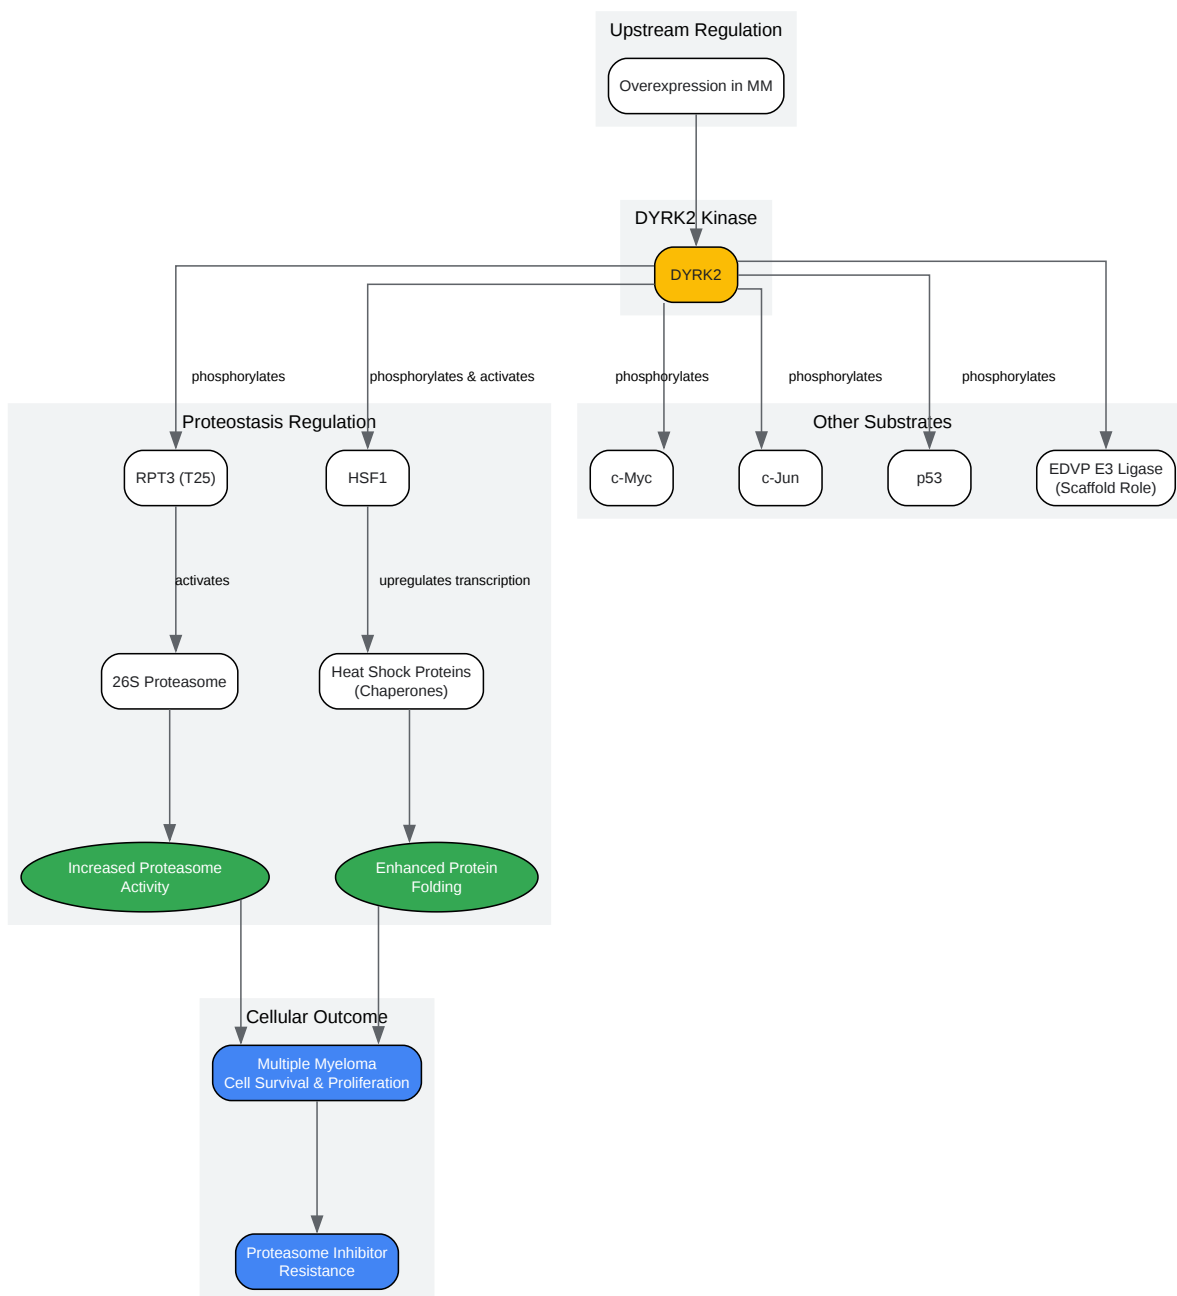 Upstream Regulation
Overexpression in MM
DYRK2 Kinase
DYRK2
phosphorylates
phosphorylates & activates
phosphorylates
phosphorylates
phosphorylates
Proteostasis Regulation
Other Substrates
RPT3 (T25)
HSF1
c-Myc
c-Jun
p53
EDVP E3 Ligase
(Scaffold Role)
activates
upregulates transcription
26S Proteasome
Heat Shock Proteins
(Chaperones)
Increased Proteasome
Activity
Enhanced Protein
Folding
Cellular Outcome
Multiple Myeloma
Cell Survival & Proliferation
Proteasome Inhibitor
Resistance